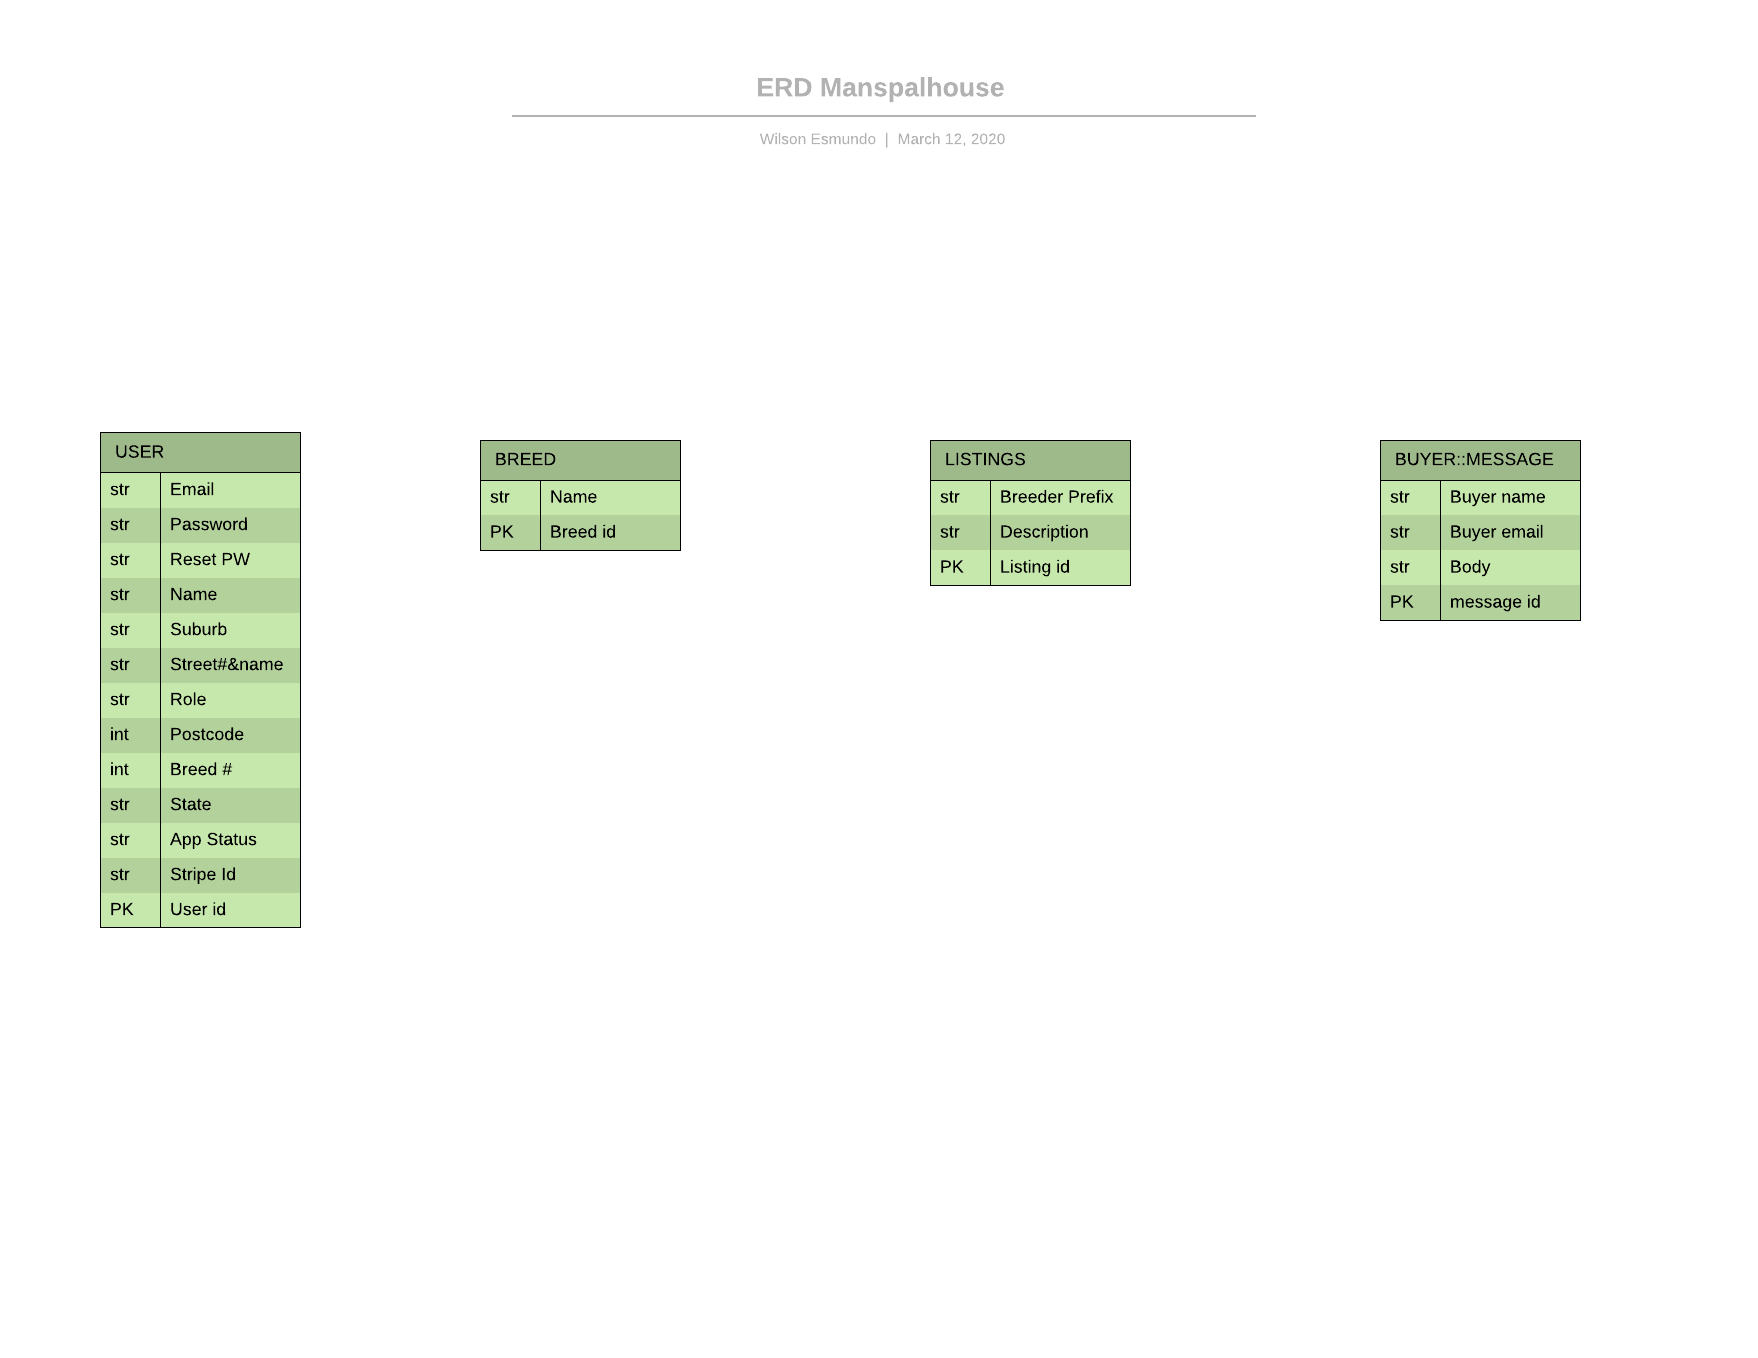 ERD Manspalhouse
Wilson Esmundo | March 12, 2020
USER
str Email
str Password
str Reset PW
str Name
str Suburb
str Street#&name
str Role
int Postcode
int Breed #
str State
str App Status
str Stripe Id
PK User id
BREED
str Name
PK Breed id
LISTINGS
str Breeder Prefix
str Description
PK Listing id
BUYER::MESSAGE
str Buyer name
str Buyer email
str Body
PK message id